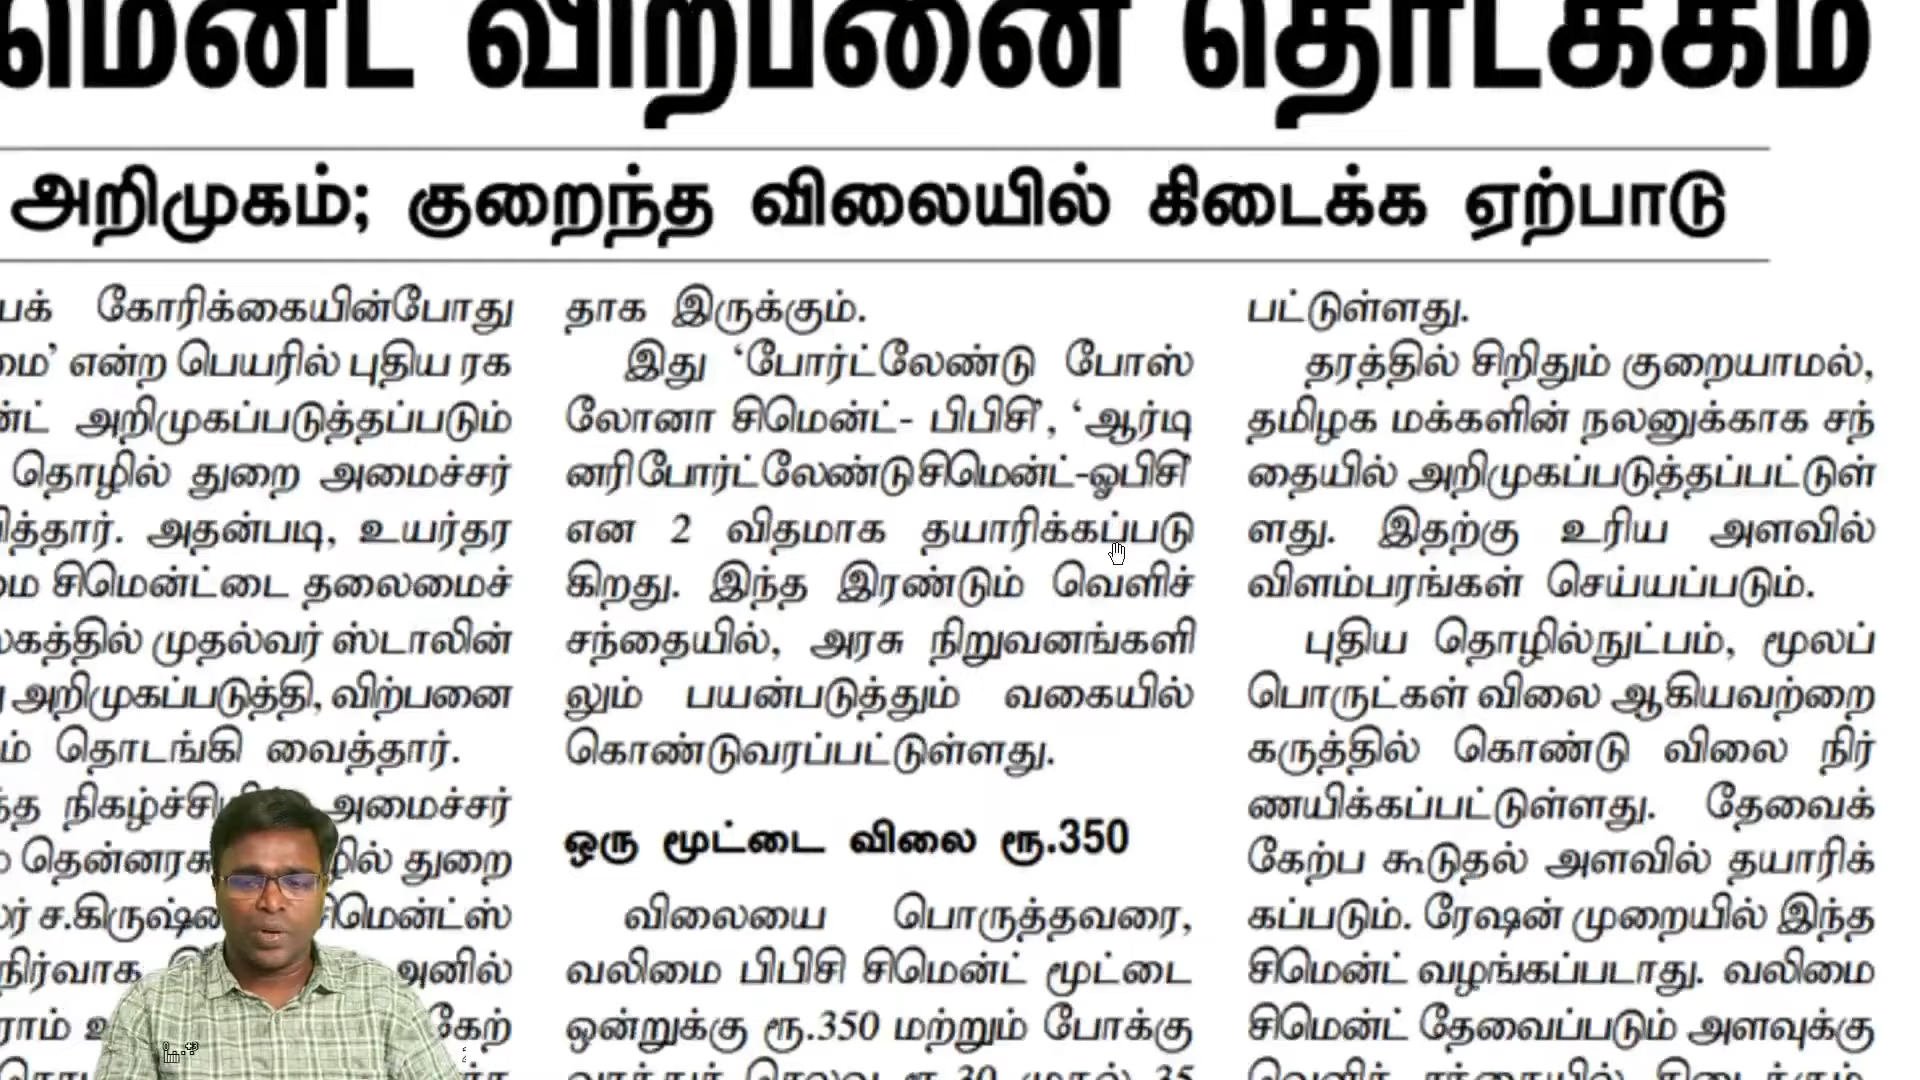 விற்பனை தொடக்கம்
அறிமுகம்; குறைந்த விலையில் கிடைக்க ஏற்பாடு
கோரிக்கையின்போது
என்ற பெயரில் புதிய ரக
அறிமுகப்படுத்தப்படும்
தொழில் துறை அமைச்சர்
அதன்படி, உயர்தர
சிமென்ட்டை தலைமைச்
முதல்வர் ஸ்டாலின்
அறிமுகப்படுத்தி, விற்பனை
தொடங்கி வைத்தார்.
அமைச்சர்
துறை
அனில்
தாக இருக்கும்.
இது ‘போர்ட்லேண்டு போஸ்
லோனா சிமென்ட்- பிபிசி’, ‘ஆர்டி
னரி போர்ட்லேண்டு சிமென்ட்-ஓபிசி’
என 2 விதமாக தயாரிக்கப்படு
கிறது. இந்த இரண்டும் வெளிச்
சந்தையில், அரசு நிறுவனங்களி
லும் பயன்படுத்தும் வகையில்
கொண்டுவரப்பட்டுள்ளது.
ஒரு மூட்டை விலை ரூ.350
விலையை பொருத்தவரை,
வலிமை பிபிசி சிமென்ட் மூட்டை
ஒன்றுக்கு ரூ.350 மற்றும் போக்கு
பட்டுள்ளது.
தரத்தில் சிறிதும் குறையாமல்,
தமிழக மக்களின் நலனுக்காக சந்
தையில் அறிமுகப்படுத்தப்பட்டுள்
ளது. இதற்கு உரிய அளவில்
விளம்பரங்கள் செய்யப்படும்.
புதிய தொழில்நுட்பம், மூலப்
பொருட்கள் விலை ஆகியவற்றை
கருத்தில் கொண்டு விலை நிர்
ணயிக்கப்பட்டுள்ளது. தேவைக்
கேற்ப கூடுதல் அளவில் தயாரிக்
கப்படும். ரேஷன் முறையில் இந்த
சிமென்ட் வழங்கப்படாது. வலிமை
சிமென்ட் தேவைப்படும் அளவுக்கு